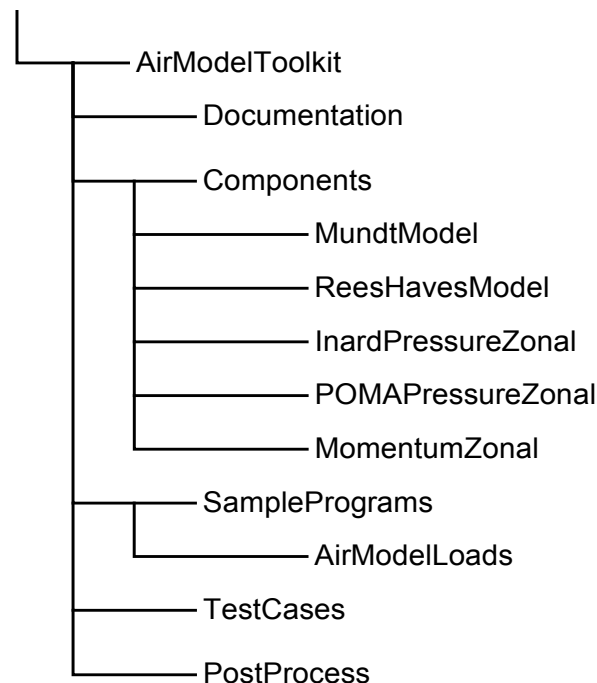 AirModelToolkit
Documentation
Components
MundtModel
ReesHavesModel
InardPressureZonal
POMAPressureZonal
MomentumZonal
SamplePrograms
AirModelLoads
TestCases
PostProcess